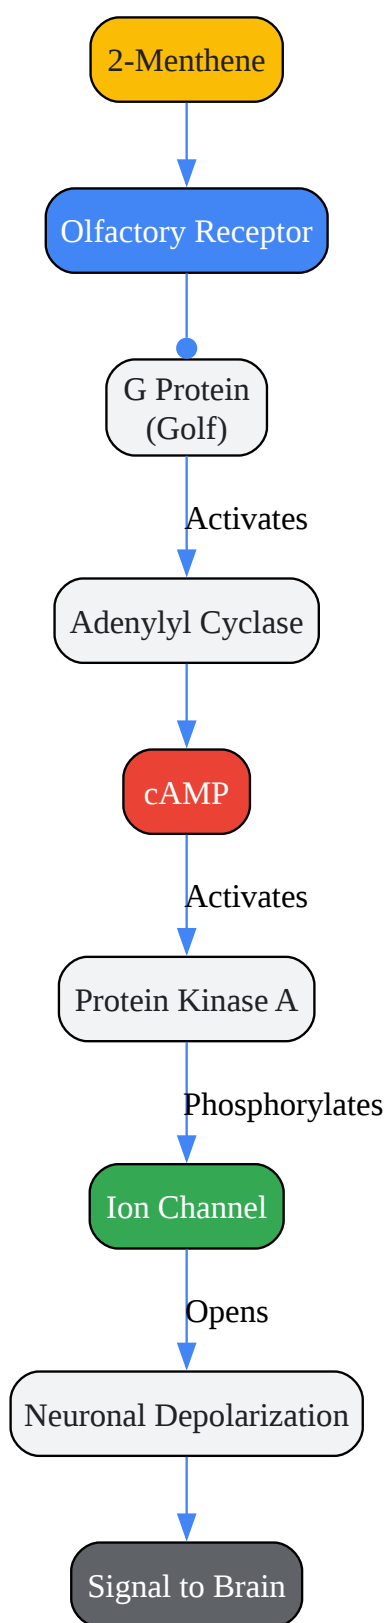 2-Menthene
Olfactory Receptor
G Protein
(Golf)
Activates
Adenylyl Cyclase
cAMP
Activates
Protein Kinase A
Phosphorylates
Ion Channel
Opens
Neuronal Depolarization
Signal to Brain